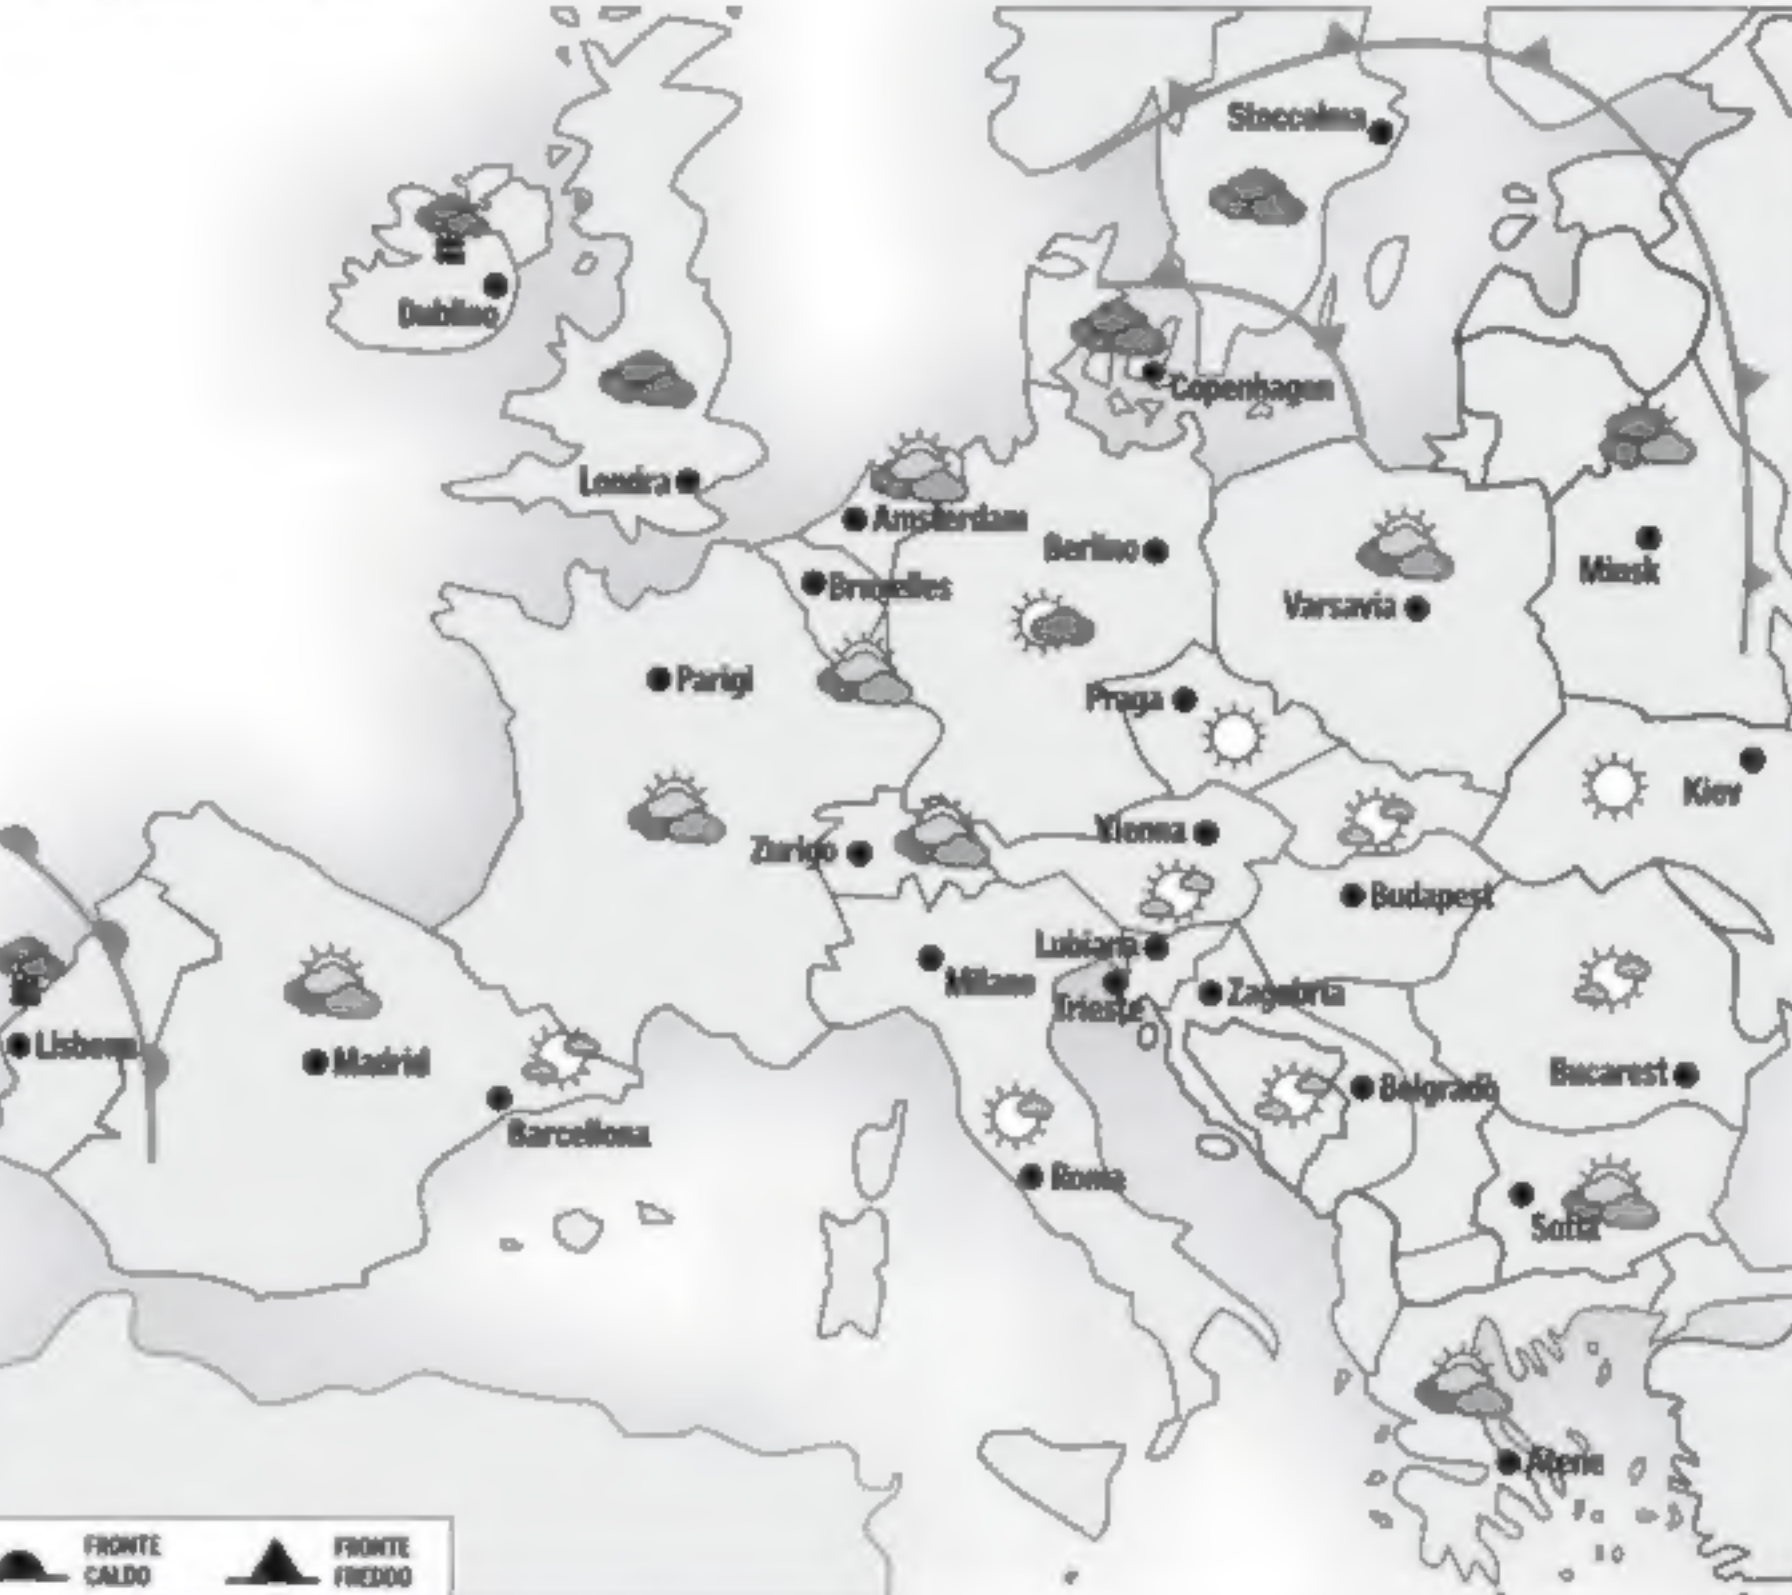 Stoccolma
Dublino
Copenhagen
Londra
Amsterdam
Berlino
Bruxelles
Minsk
Varsavia
Parigi
Praga
Kiev
Vienna
Zurigo
Budapest
Lubiana
Milano
Zagabria
Trieste
Lisbona
Madrid
Bucarest
Belgrado
Barcellona
Roma
Sofia
Atene
FRONTE
CALDO
FRONTE
FREDDO